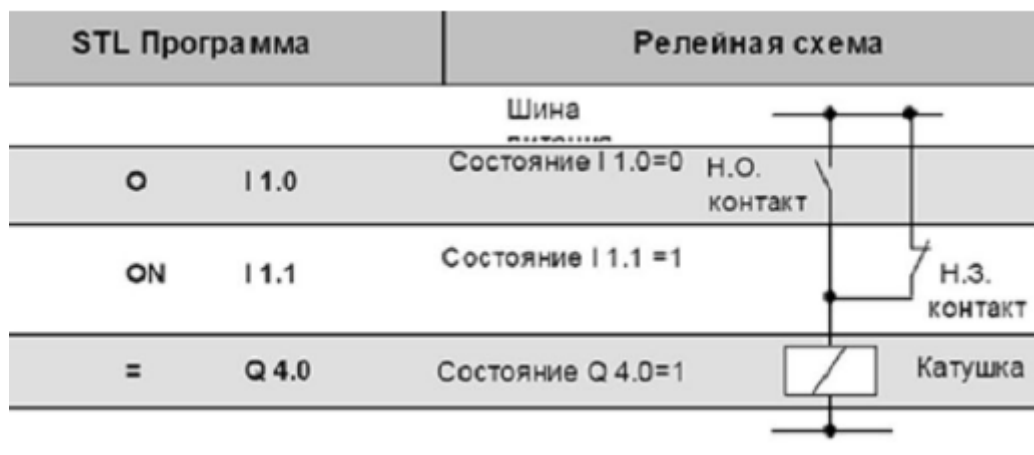 STL Программа
Релейная схема
Шина
O I 1.0 Состояние I 1.0=0 Н.О.
контакт
ON I 1.1 Состояние I 1.1 =1 Н.З.
контакт
= Q 4.0 Состояние Q 4.0=1 Катушка